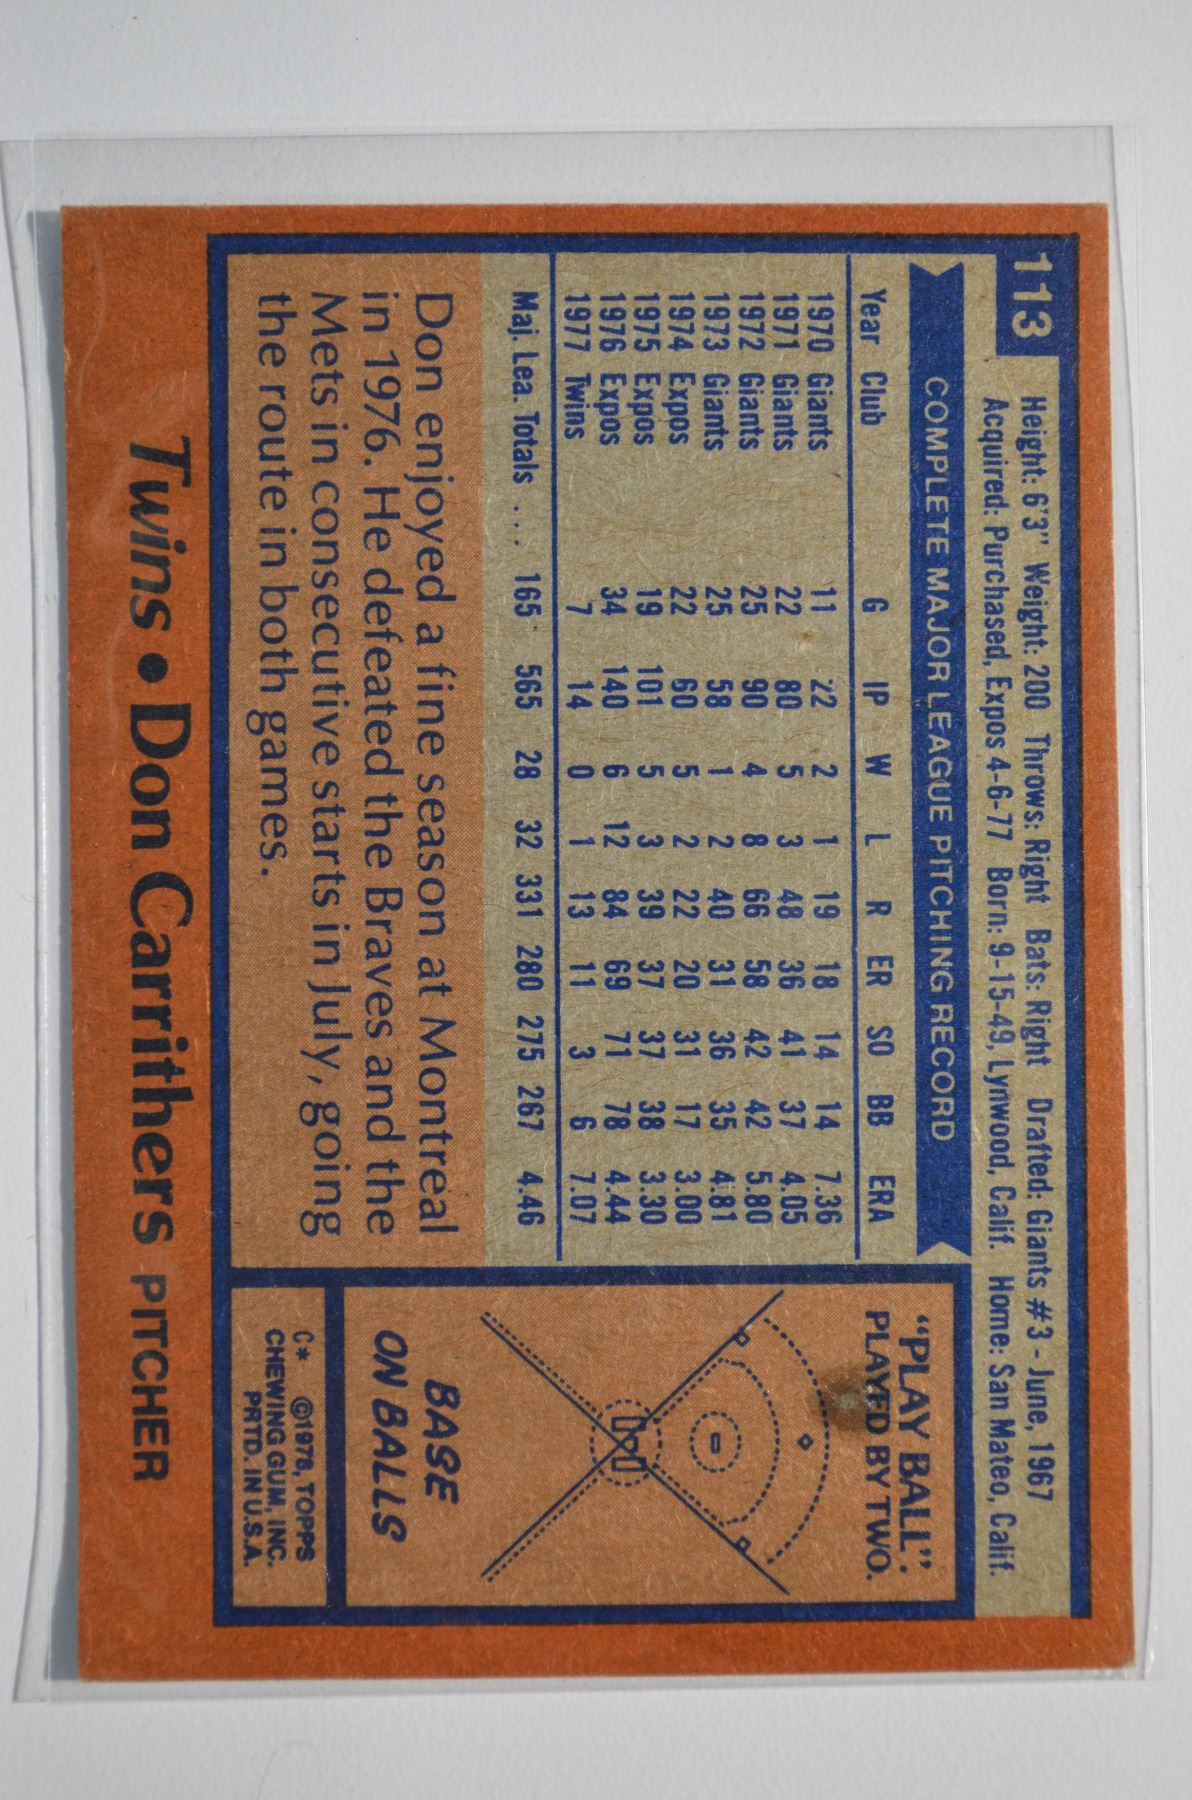 113
Height: 6'3" Weight: 200 Throws: Right Bats: Right Drafted: Giants #3 - June, 1967
Acquired: Purchased, Expos 4-6-77 Born: 9-15-49, Lynwood, Calif. Home: San Mateo, Calif.
COMPLETE MAJOR LEAGUE PITCHING RECORD
Year Club G IP W L R ER SO BB ERA
1970 Giants 11 22 2 1 19 18 14 14 7.36
1971 Giants 22 80 5 3 48 36 41 37 4.05
1972 Giants 25 90 4 8 66 58 42 42 5.80
1973 Giants 25 58 1 2 40 31 36 35 4.81
1974 Expos 22 60 5 2 22 20 31 17 3.00
1975 Expos 19 101 5 3 39 37 37 38 3.30
1976 Expos 34 140 6 12 84 69 71 78 4.44
1977 Twins 7 14 0 1 13 11 3 6 7.07
Maj. Lea. Totals ... 165 565 28 32 331 280 275 267 4.46
Don enjoyed a fine season at Montreal
in 1976. He defeated the Braves and the
Mets in consecutive starts in July, going
the route in both games.
"PLAY BALL":
PLAYED BY TWO.
BASE
ON BALLS
C* ©1978, TOPPS
CHEWING GUM, INC.
PRTD. IN U.S.A.
Twins • Don Carrithers PITCHER